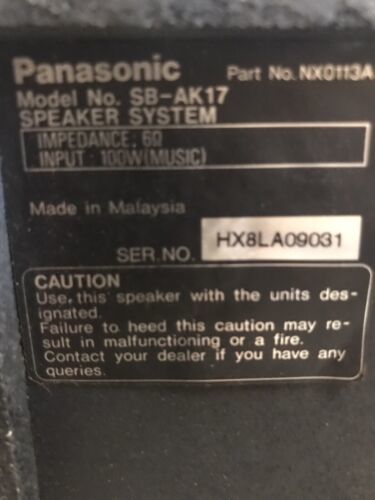 Panasonic Part No. NX0113A
Model No. SB-AK17
SPEAKER SYSTEM
IMPEDANCE: 6Ω
INPUT : 100W(MUSIC)
Made in Malaysia
SER.NO. HX8LA09031
CAUTION
Use, this speaker with the units des-
ignated.
Failure to heed this caution may re-
sult in malfunctioning or a fire.
Contact your dealer if you have any
queries.